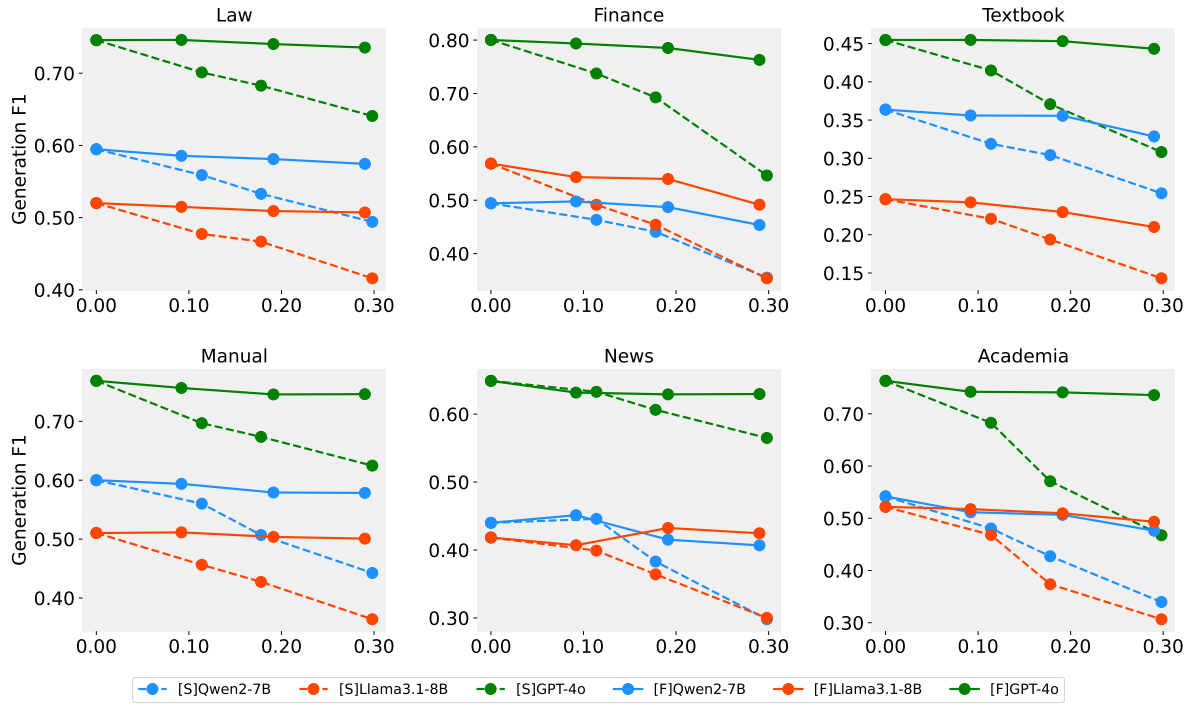 Law
Finance
Textbook
Generation F1
0.70
0.60
0.50
0.40
0.00 0.10 0.20 0.30
0.80
0.70
0.60
0.50
0.40
0.00 0.10 0.20 0.30
0.45
0.40
0.35
0.30
0.25
0.20
0.15
0.00 0.10 0.20 0.30
Manual
News
Academia
Generation F1
0.70
0.60
0.50
0.40
0.00 0.10 0.20 0.30
0.60
0.50
0.40
0.30
0.00 0.10 0.20 0.30
0.70
0.60
0.50
0.40
0.30
0.00 0.10 0.20 0.30
[S]Qwen2-7B [S]Llama3.1-8B [S]GPT-4o [F]Qwen2-7B [F]Llama3.1-8B [F]GPT-4o